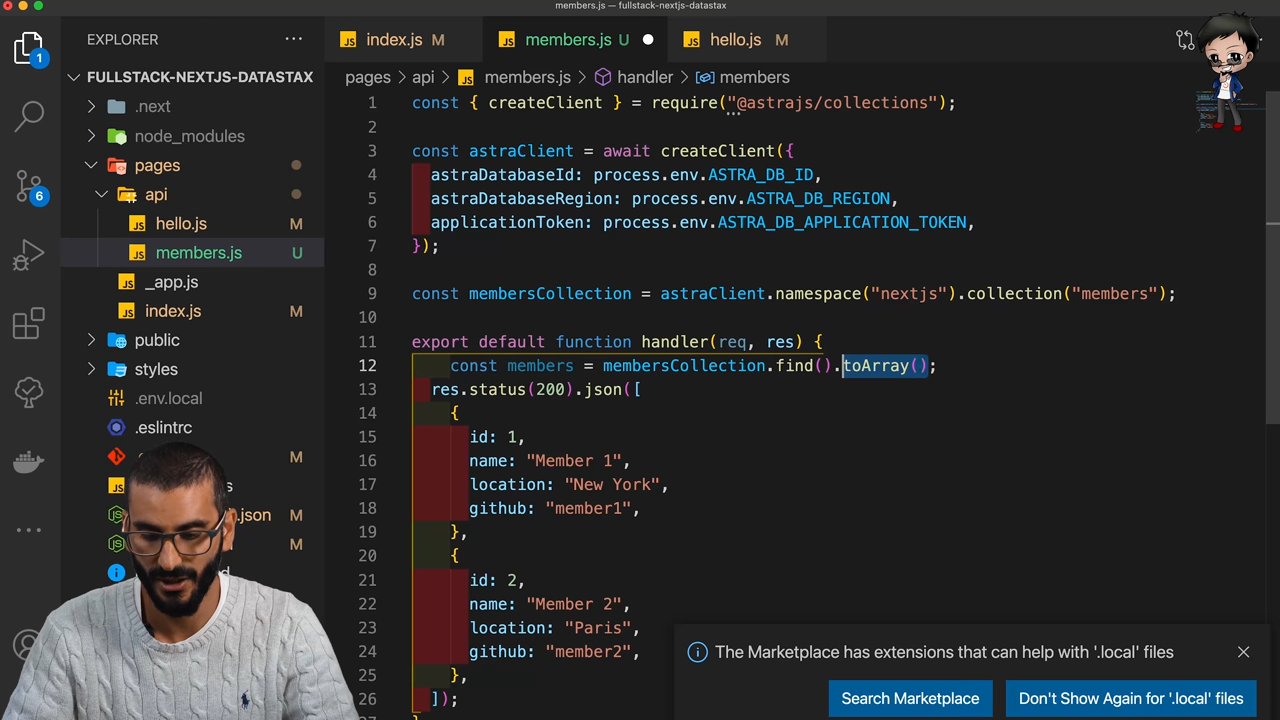 members.js — fullstack-nextjs-datastax
EXPLORER
index.js M
members.js U
hello.js M
FULLSTACK-NEXTJS-DATASTAX
pages api members.js handler members
.next
node_modules
pages
api
hello.js M
members.js U
_app.js
index.js M
public
styles
.env.local
.eslintrc
M
s
.json M
M
1
6
1 const { createClient } = require("@astrajs/collections");
2
3 const astraClient = await createClient({
4 astraDatabaseId: process.env.ASTRA_DB_ID,
5 astraDatabaseRegion: process.env.ASTRA_DB_REGION,
6 applicationToken: process.env.ASTRA_DB_APPLICATION_TOKEN,
7 });
8
9 const membersCollection = astraClient.namespace("nextjs").collection("members");
10
11 export default function handler(req, res) {
12 const members = membersCollection.find().toArray();
13 res.status(200).json([
14 {
15 id: 1,
16 name: "Member 1",
17 location: "New York",
18 github: "member1",
19 },
20 {
21 id: 2,
22 name: "Member 2",
23 location: "Paris",
24 github: "member2",
25 },
26 ]);
27 }
The Marketplace has extensions that can help with '.local' files
Search Marketplace
Don't Show Again for '.local' files